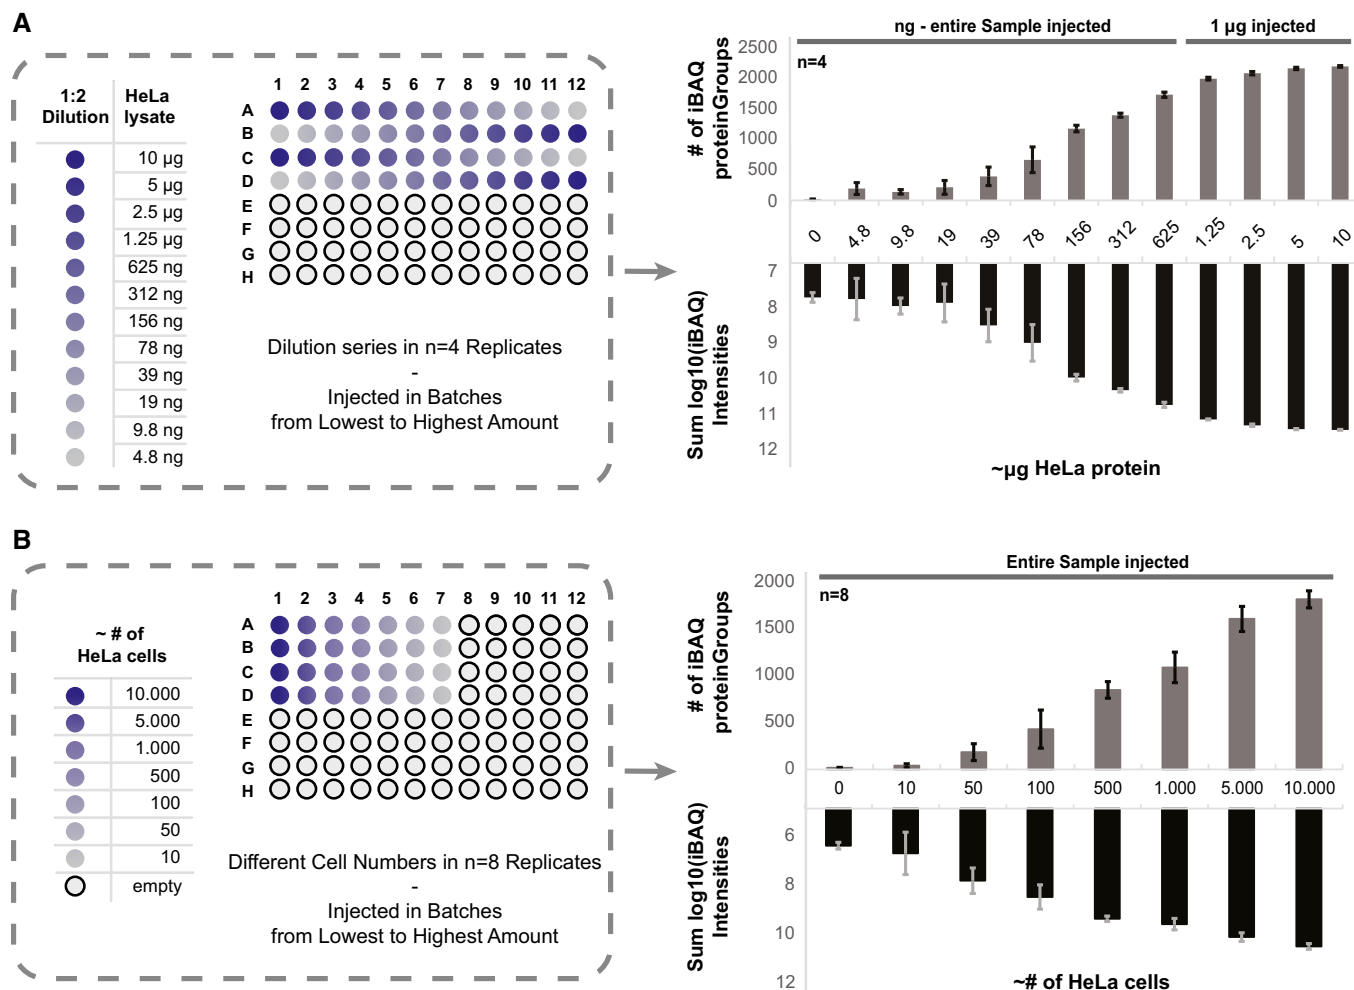 A
1:2
Dilution
HeLa
lysate
10 µg
5 µg
2.5 µg
1.25 µg
625 ng
312 ng
156 ng
78 ng
39 ng
19 ng
9.8 ng
4.8 ng
1 2 3 4 5 6 7 8 9 10 11 12
A
B
C
D
E
F
G
H
Dilution series in n=4 Replicates
-
Injected in Batches
from Lowest to Highest Amount
ng - entire Sample injected
1 µg injected
n=4
# of iBAQ
proteinGroups
2500
2000
1500
1000
500
0
0 4.8 9.8 19 39 78 156 312 625 1.25 2.5 5 10
Sum log10(iBAQ)
Intensities
7
8
9
10
11
12
~µg HeLa protein
B
~ # of
HeLa cells
10.000
5.000
1.000
500
100
50
10
empty
1 2 3 4 5 6 7 8 9 10 11 12
A
B
C
D
E
F
G
H
Different Cell Numbers in n=8 Replicates
-
Injected in Batches
from Lowest to Highest Amount
Entire Sample injected
n=8
# of iBAQ
proteinGroups
2000
1500
1000
500
0
0 10 50 100 500 1.000 5.000 10.000
Sum log10(iBAQ)
Intensities
6
8
10
12
~# of HeLa cells